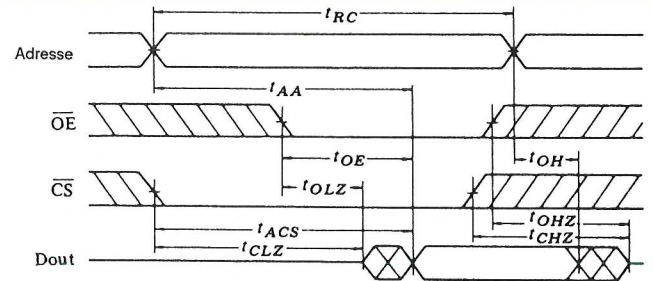 t_RC
Adresse
t_AA
OE
t_OE
t_OH
t_OLZ
CS
t_OHZ
t_ACS
t_CHZ
t_CLZ
Dout